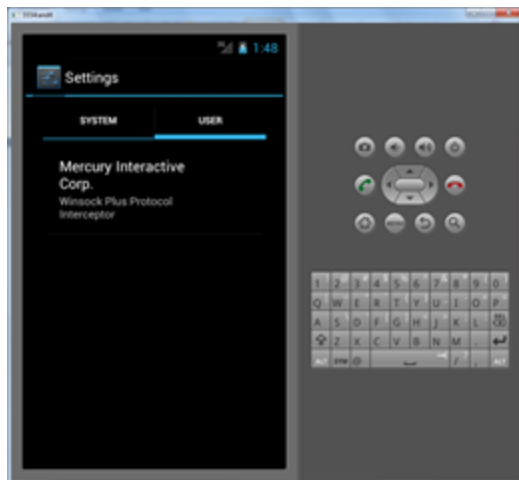 1:48
Settings
SYSTEM USER
Mercury Interactive
Corp.
Winsock Plus Protocol
Interceptor
MENU
1 2 3 4 5 6 7 8 9 0
Q W E R T Y U I O P
A S D F G H J K L
Z X C V B N M .
ALT SYM @ / , ALT